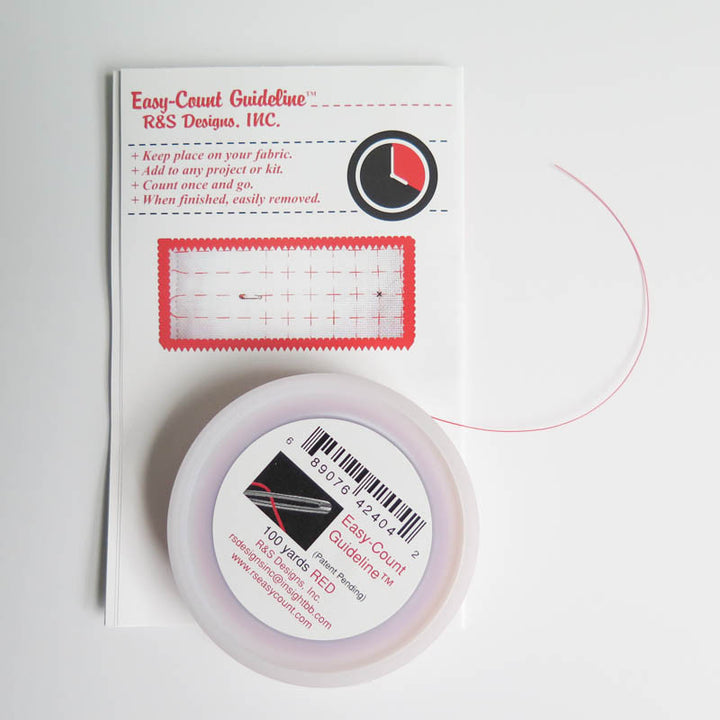 Easy-Count Guideline™
R&S Designs, INC.
+ Keep place on your fabric.
+ Add to any project or kit.
+ Count once and go.
+ When finished, easily removed.
6 89076 42404 2
Easy-Count
Guideline™
(Patent Pending)
100 yards RED
R&S Designs, Inc.
rsdesignsinc@insightbb.com
www.rseasycount.com